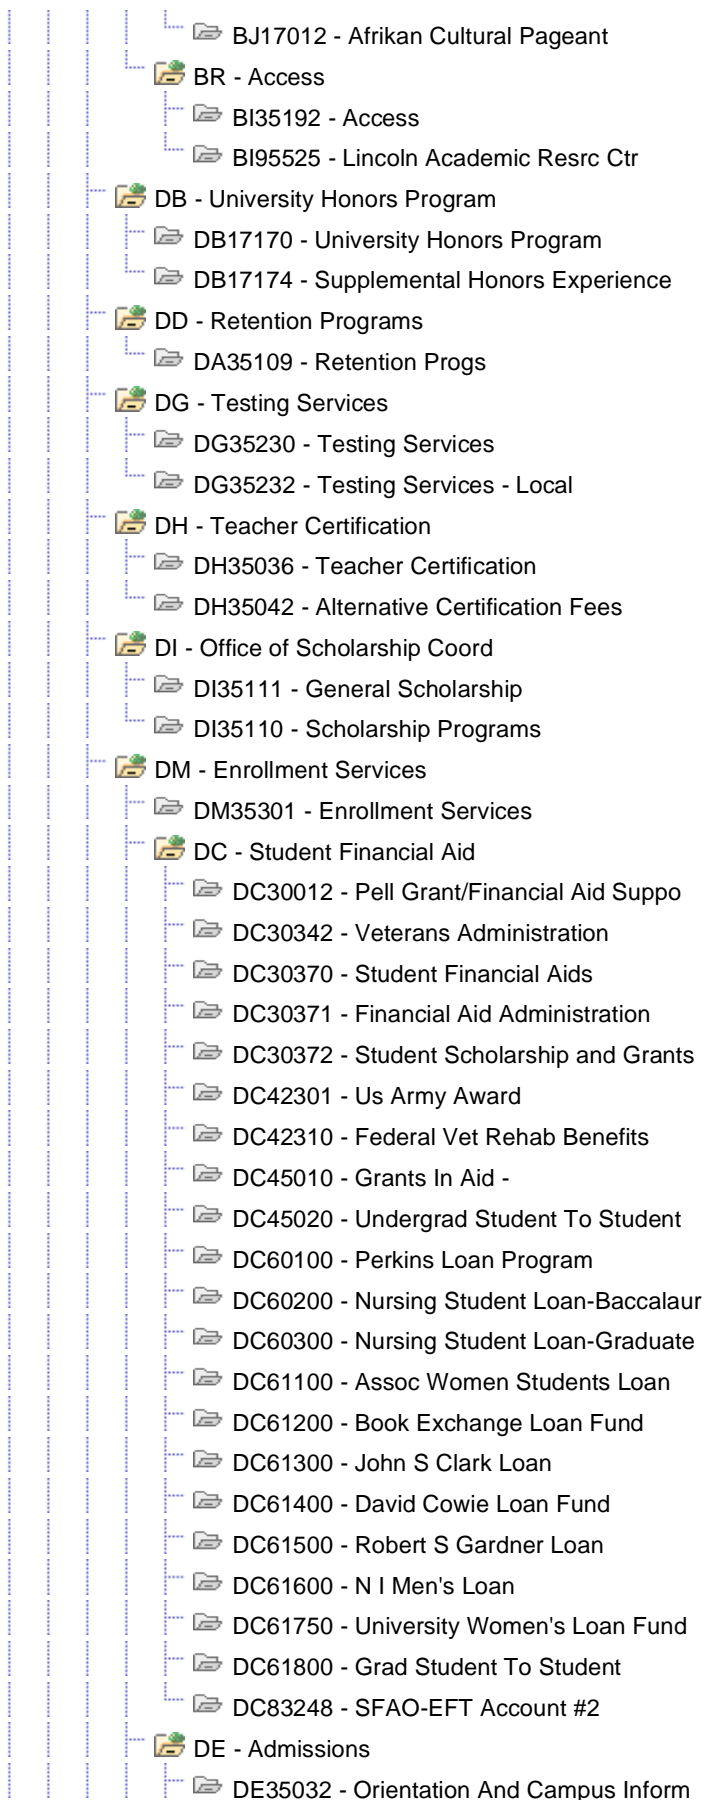 BJ17012 - Afrikan Cultural Pageant
BR - Access
BI35192 - Access
BI95525 - Lincoln Academic Resrc Ctr
DB - University Honors Program
DB17170 - University Honors Program
DB17174 - Supplemental Honors Experience
DD - Retention Programs
DA35109 - Retention Progs
DG - Testing Services
DG35230 - Testing Services
DG35232 - Testing Services - Local
DH - Teacher Certification
DH35036 - Teacher Certification
DH35042 - Alternative Certification Fees
DI - Office of Scholarship Coord
DI35111 - General Scholarship
DI35110 - Scholarship Programs
DM - Enrollment Services
DM35301 - Enrollment Services
DC - Student Financial Aid
DC30012 - Pell Grant/Financial Aid Suppo
DC30342 - Veterans Administration
DC30370 - Student Financial Aids
DC30371 - Financial Aid Administration
DC30372 - Student Scholarship and Grants
DC42301 - Us Army Award
DC42310 - Federal Vet Rehab Benefits
DC45010 - Grants In Aid -
DC45020 - Undergrad Student To Student
DC60100 - Perkins Loan Program
DC60200 - Nursing Student Loan-Baccalaur
DC60300 - Nursing Student Loan-Graduate
DC61100 - Assoc Women Students Loan
DC61200 - Book Exchange Loan Fund
DC61300 - John S Clark Loan
DC61400 - David Cowie Loan Fund
DC61500 - Robert S Gardner Loan
DC61600 - N I Men's Loan
DC61750 - University Women's Loan Fund
DC61800 - Grad Student To Student
DC83248 - SFAO-EFT Account #2
DE - Admissions
DE35032 - Orientation And Campus Inform